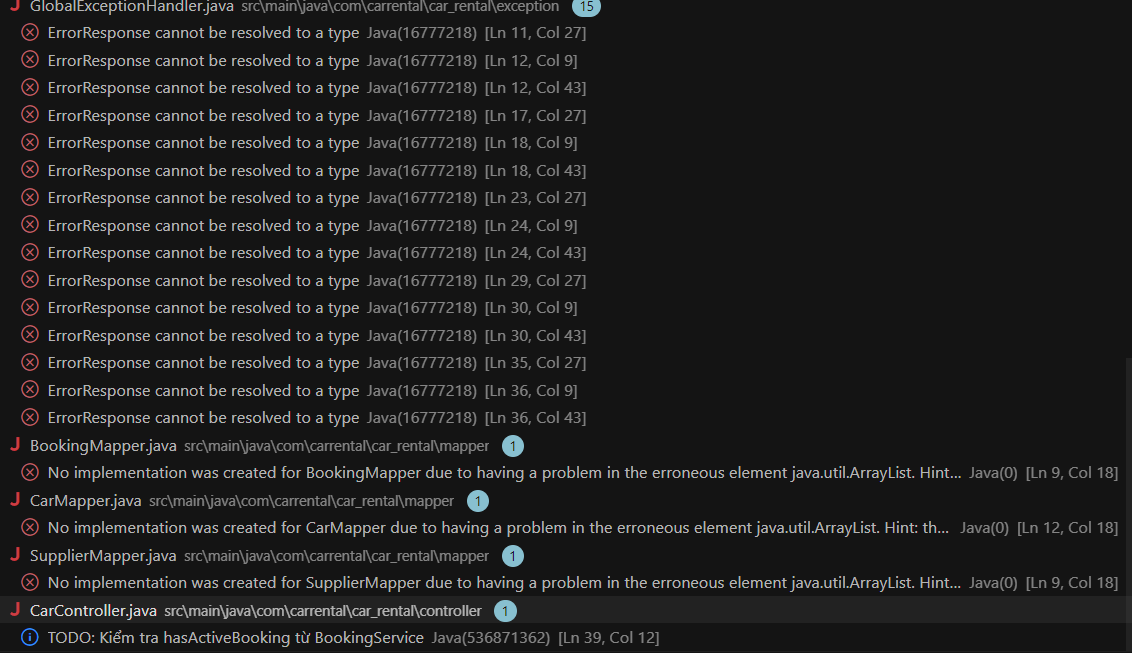 GlobalExceptionHandler.java src\main\java\com\carrental\car_rental\exception 15
ErrorResponse cannot be resolved to a type Java(16777218) [Ln 11, Col 27]
ErrorResponse cannot be resolved to a type Java(16777218) [Ln 12, Col 9]
ErrorResponse cannot be resolved to a type Java(16777218) [Ln 12, Col 43]
ErrorResponse cannot be resolved to a type Java(16777218) [Ln 17, Col 27]
ErrorResponse cannot be resolved to a type Java(16777218) [Ln 18, Col 9]
ErrorResponse cannot be resolved to a type Java(16777218) [Ln 18, Col 43]
ErrorResponse cannot be resolved to a type Java(16777218) [Ln 23, Col 27]
ErrorResponse cannot be resolved to a type Java(16777218) [Ln 24, Col 9]
ErrorResponse cannot be resolved to a type Java(16777218) [Ln 24, Col 43]
ErrorResponse cannot be resolved to a type Java(16777218) [Ln 29, Col 27]
ErrorResponse cannot be resolved to a type Java(16777218) [Ln 30, Col 9]
ErrorResponse cannot be resolved to a type Java(16777218) [Ln 30, Col 43]
ErrorResponse cannot be resolved to a type Java(16777218) [Ln 35, Col 27]
ErrorResponse cannot be resolved to a type Java(16777218) [Ln 36, Col 9]
ErrorResponse cannot be resolved to a type Java(16777218) [Ln 36, Col 43]
J BookingMapper.java src\main\java\com\carrental\car_rental\mapper 1
No implementation was created for BookingMapper due to having a problem in the erroneous element java.util.ArrayList. Hint... Java(0) [Ln 9, Col 18]
J CarMapper.java src\main\java\com\carrental\car_rental\mapper 1
No implementation was created for CarMapper due to having a problem in the erroneous element java.util.ArrayList. Hint: th... Java(0) [Ln 12, Col 18]
J SupplierMapper.java src\main\java\com\carrental\car_rental\mapper 1
No implementation was created for SupplierMapper due to having a problem in the erroneous element java.util.ArrayList. Hint... Java(0) [Ln 9, Col 18]
J CarController.java src\main\java\com\carrental\car_rental\controller 1
TODO: Kiểm tra hasActiveBooking từ BookingService Java(536871362) [Ln 39, Col 12]